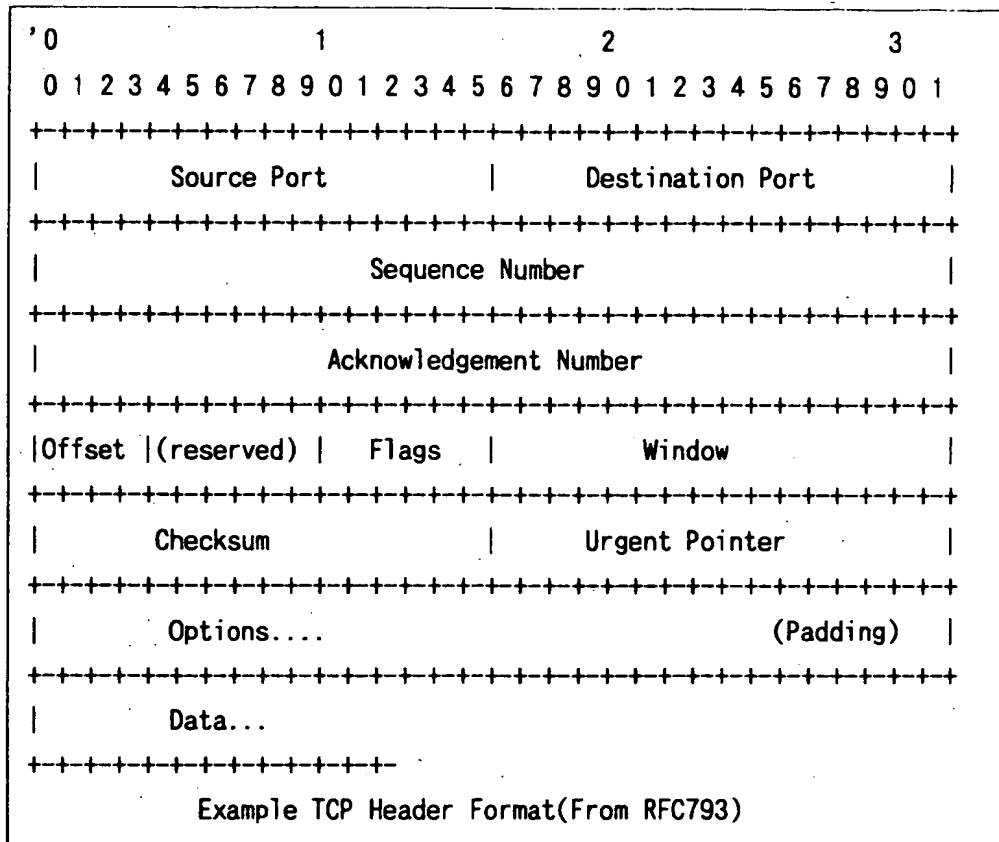 '0                   1                   2                   3
 0 1 2 3 4 5 6 7 8 9 0 1 2 3 4 5 6 7 8 9 0 1 2 3 4 5 6 7 8 9 0 1
+-+-+-+-+-+-+-+-+-+-+-+-+-+-+-+-+-+-+-+-+-+-+-+-+-+-+-+-+-+-+-+-+
|         Source Port           |      Destination Port         |
+-+-+-+-+-+-+-+-+-+-+-+-+-+-+-+-+-+-+-+-+-+-+-+-+-+-+-+-+-+-+-+-+
|                       Sequence Number                         |
+-+-+-+-+-+-+-+-+-+-+-+-+-+-+-+-+-+-+-+-+-+-+-+-+-+-+-+-+-+-+-+-+
|                    Acknowledgement Number                     |
+-+-+-+-+-+-+-+-+-+-+-+-+-+-+-+-+-+-+-+-+-+-+-+-+-+-+-+-+-+-+-+-+
|Offset |(reserved) |   Flags   |          Window               |
+-+-+-+-+-+-+-+-+-+-+-+-+-+-+-+-+-+-+-+-+-+-+-+-+-+-+-+-+-+-+-+-+
|        Checksum               |      Urgent Pointer           |
+-+-+-+-+-+-+-+-+-+-+-+-+-+-+-+-+-+-+-+-+-+-+-+-+-+-+-+-+-+-+-+-+
|         Options....                               (Padding)   |
+-+-+-+-+-+-+-+-+-+-+-+-+-+-+-+-+-+-+-+-+-+-+-+-+-+-+-+-+-+-+-+-+
|         Data...
+-+-+-+-+-+-+-+-+-+-+-+-+-
Example TCP Header Format(From RFC793)